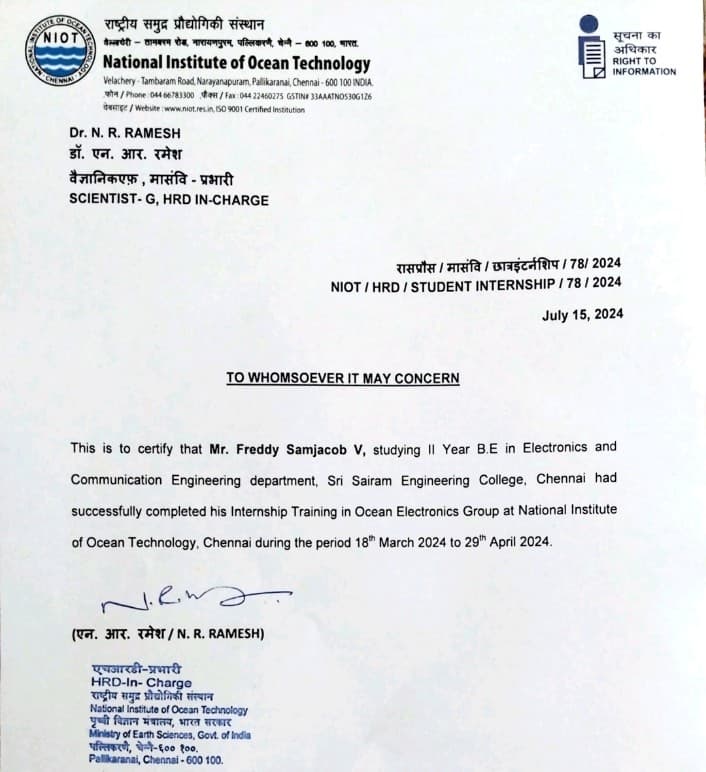 NATIONAL INSTITUTE OF OCEAN TECHNOLOGY
NIOT
CHENNAI
राष्ट्रीय समुद्र प्रौद्योगिकी संस्थान
वेलच्चेरी – ताम्बरम रोड, नारायणपुरम, पल्लिकरणै, चेन्नै – 600 100, भारत.
National Institute of Ocean Technology
Velachery - Tambaram Road, Narayanapuram, Pallikaranai, Chennai - 600 100 INDIA.
फोन / Phone : 044 66783300 फैक्स / Fax : 044 22460275 GSTIN# 33AAATN0530G1Z6
वेबसाइट / Website : www.niot.res.in, ISO 9001 Certified Institution
सूचना का
अधिकार
RIGHT TO
INFORMATION
Dr. N. R. RAMESH
डॉ. एन. आर. रमेश
वैज्ञानिकएफ़ , मासंवि - प्रभारी
SCIENTIST- G, HRD IN-CHARGE
रासप्रौस / मासंवि / छात्रइंटर्नशिप / 78/ 2024
NIOT / HRD / STUDENT INTERNSHIP / 78 / 2024
July 15, 2024
TO WHOMSOEVER IT MAY CONCERN
This is to certify that Mr. Freddy Samjacob V, studying II Year B.E in Electronics and
Communication Engineering department, Sri Sairam Engineering College, Chennai had
successfully completed his Internship Training in Ocean Electronics Group at National Institute
of Ocean Technology, Chennai during the period 18th March 2024 to 29th April 2024.
(एन. आर. रमेश / N. R. RAMESH)
एचआरडी-प्रभारी
HRD-In- Charge
राष्ट्रीय समुद्र प्रौद्योगिकी संस्थान
National Institute of Ocean Technology
पृथ्वी विज्ञान मंत्रालय, भारत सरकार
Ministry of Earth Sciences, Govt. of India
पल्लिकरणै, चेन्नै-६०० १००.
Pallikaranai, Chennai - 600 100.